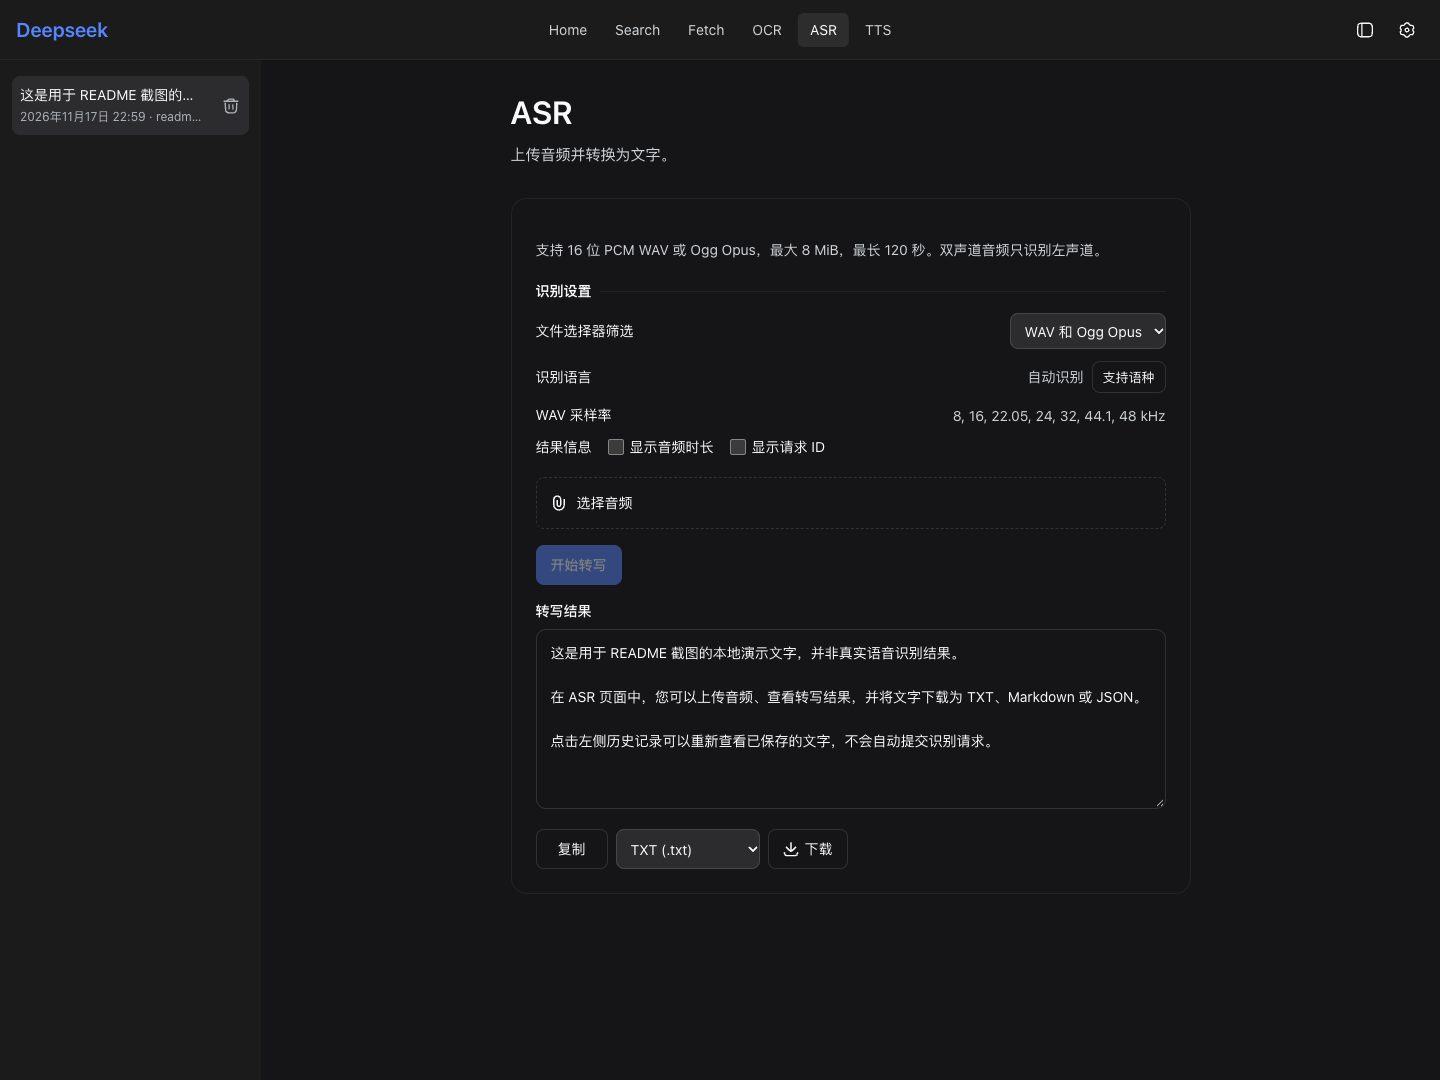 Deepseek
Home Search Fetch OCR ASR TTS
这是用于 README 截图的...
2026年11月17日 22:59 · readm...
ASR
上传音频并转换为文字。
支持 16 位 PCM WAV 或 Ogg Opus，最大 8 MiB，最长 120 秒。双声道音频只识别左声道。
识别设置
文件选择器筛选 WAV 和 Ogg Opus
识别语言 自动识别 支持语种
WAV 采样率 8, 16, 22.05, 24, 32, 44.1, 48 kHz
结果信息 显示音频时长 显示请求 ID
选择音频
开始转写
转写结果
这是用于 README 截图的本地演示文字，并非真实语音识别结果。
在 ASR 页面中，您可以上传音频、查看转写结果，并将文字下载为 TXT、Markdown 或 JSON。
点击左侧历史记录可以重新查看已保存的文字，不会自动提交识别请求。
复制 TXT (.txt) 下载